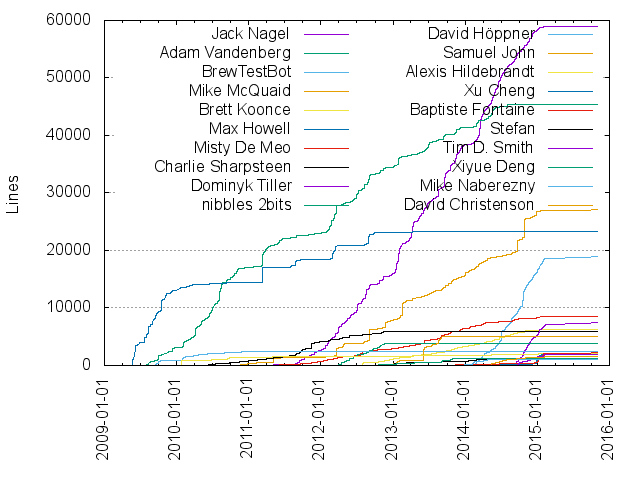 60000
50000
40000
30000
20000
10000
0
Lines
Jack Nagel
Adam Vandenberg
BrewTestBot
Mike McQuaid
Brett Koonce
Max Howell
Misty De Meo
Charlie Sharpsteen
Dominyk Tiller
nibbles 2bits
David Höppner
Samuel John
Alexis Hildebrandt
Xu Cheng
Baptiste Fontaine
Stefan
Tim D. Smith
Xiyue Deng
Mike Naberezny
David Christenson
2009-01-01
2010-01-01
2011-01-01
2012-01-01
2013-01-01
2014-01-01
2015-01-01
2016-01-01